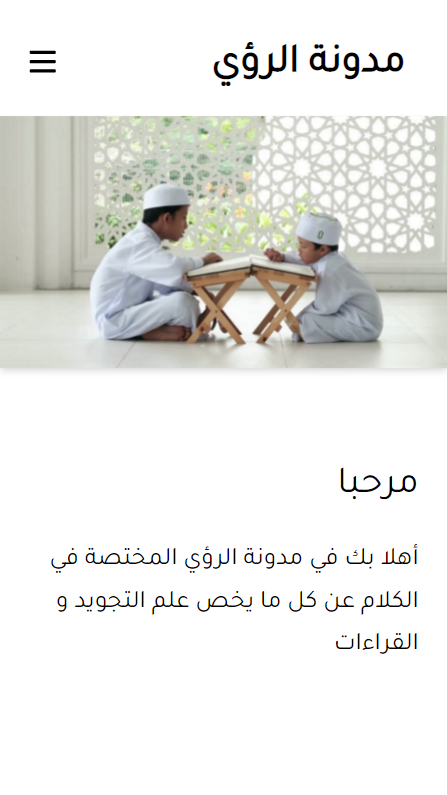 مدونة الرؤي
مرحبا
أهلا بك في مدونة الرؤي المختصة في
الكلام عن كل ما يخص علم التجويد و
القراءات